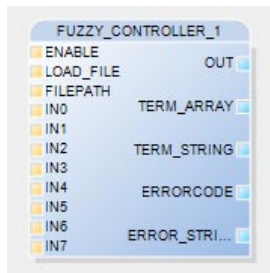 FUZZY_CONTROLLER_1
ENABLE
LOAD_FILE
FILEPATH
IN0
IN1
IN2
IN3
IN4
IN5
IN6
IN7
OUT
TERM_ARRAY
TERM_STRING
ERRORCODE
ERROR_STRI...